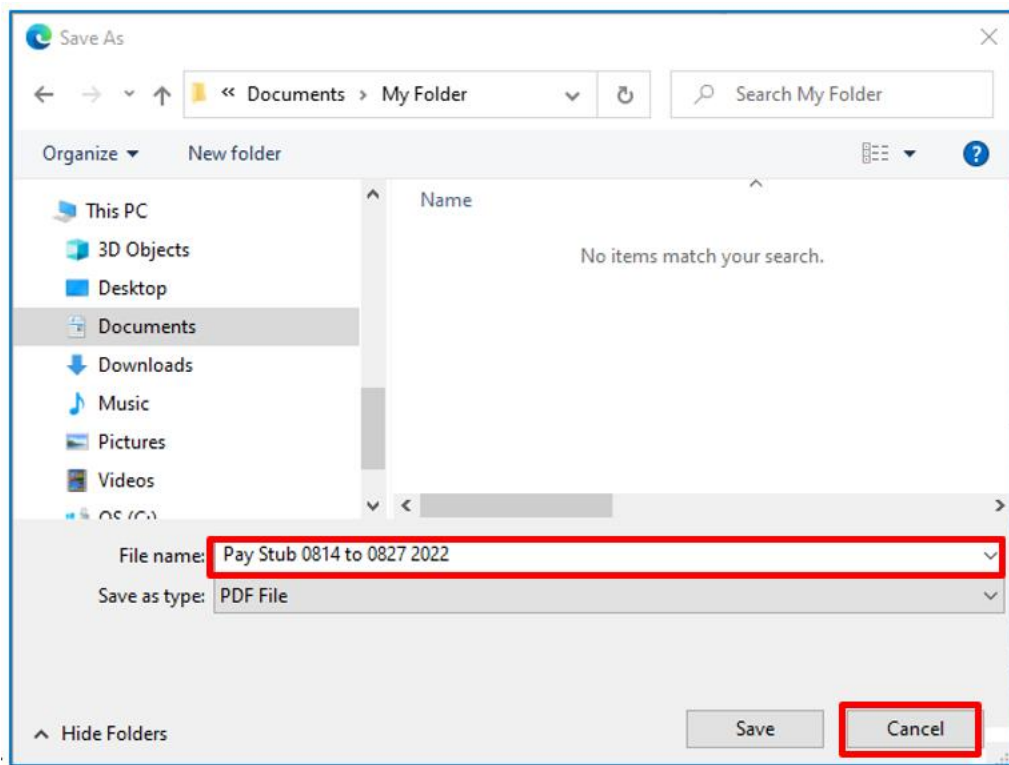 Save As
« Documents › My Folder
Search My Folder
Organize
New folder
This PC
3D Objects
Desktop
Documents
Downloads
Music
Pictures
Videos
OS (C:)
Name
No items match your search.
File name: Pay Stub 0814 to 0827 2022
Save as type: PDF File
Hide Folders
Save
Cancel